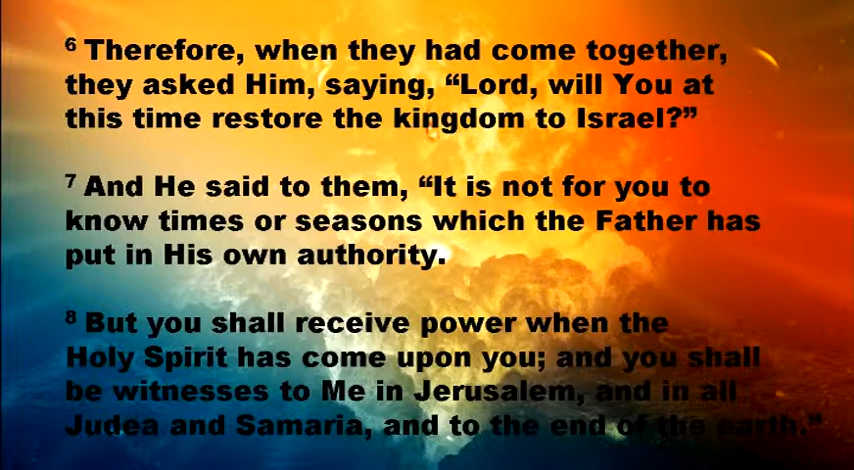 6 Therefore, when they had come together,
they asked Him, saying, “Lord, will You at
this time restore the kingdom to Israel?”
7 And He said to them, “It is not for you to
know times or seasons which the Father has
put in His own authority.
8 But you shall receive power when the
Holy Spirit has come upon you; and you shall
be witnesses to Me in Jerusalem, and in all
Judea and Samaria, and to the end of the earth.”